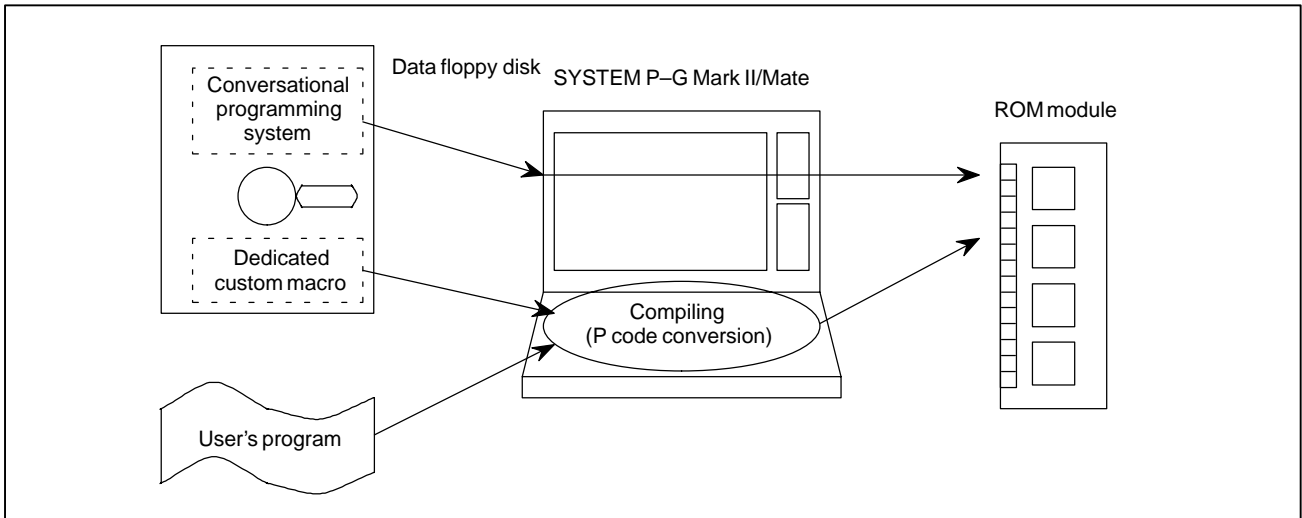 Conversational
programming
system
Data floppy disk
SYSTEM P–G Mark II/Mate
ROM module
Dedicated
custom macro
Compiling
(P code conversion)
User's program